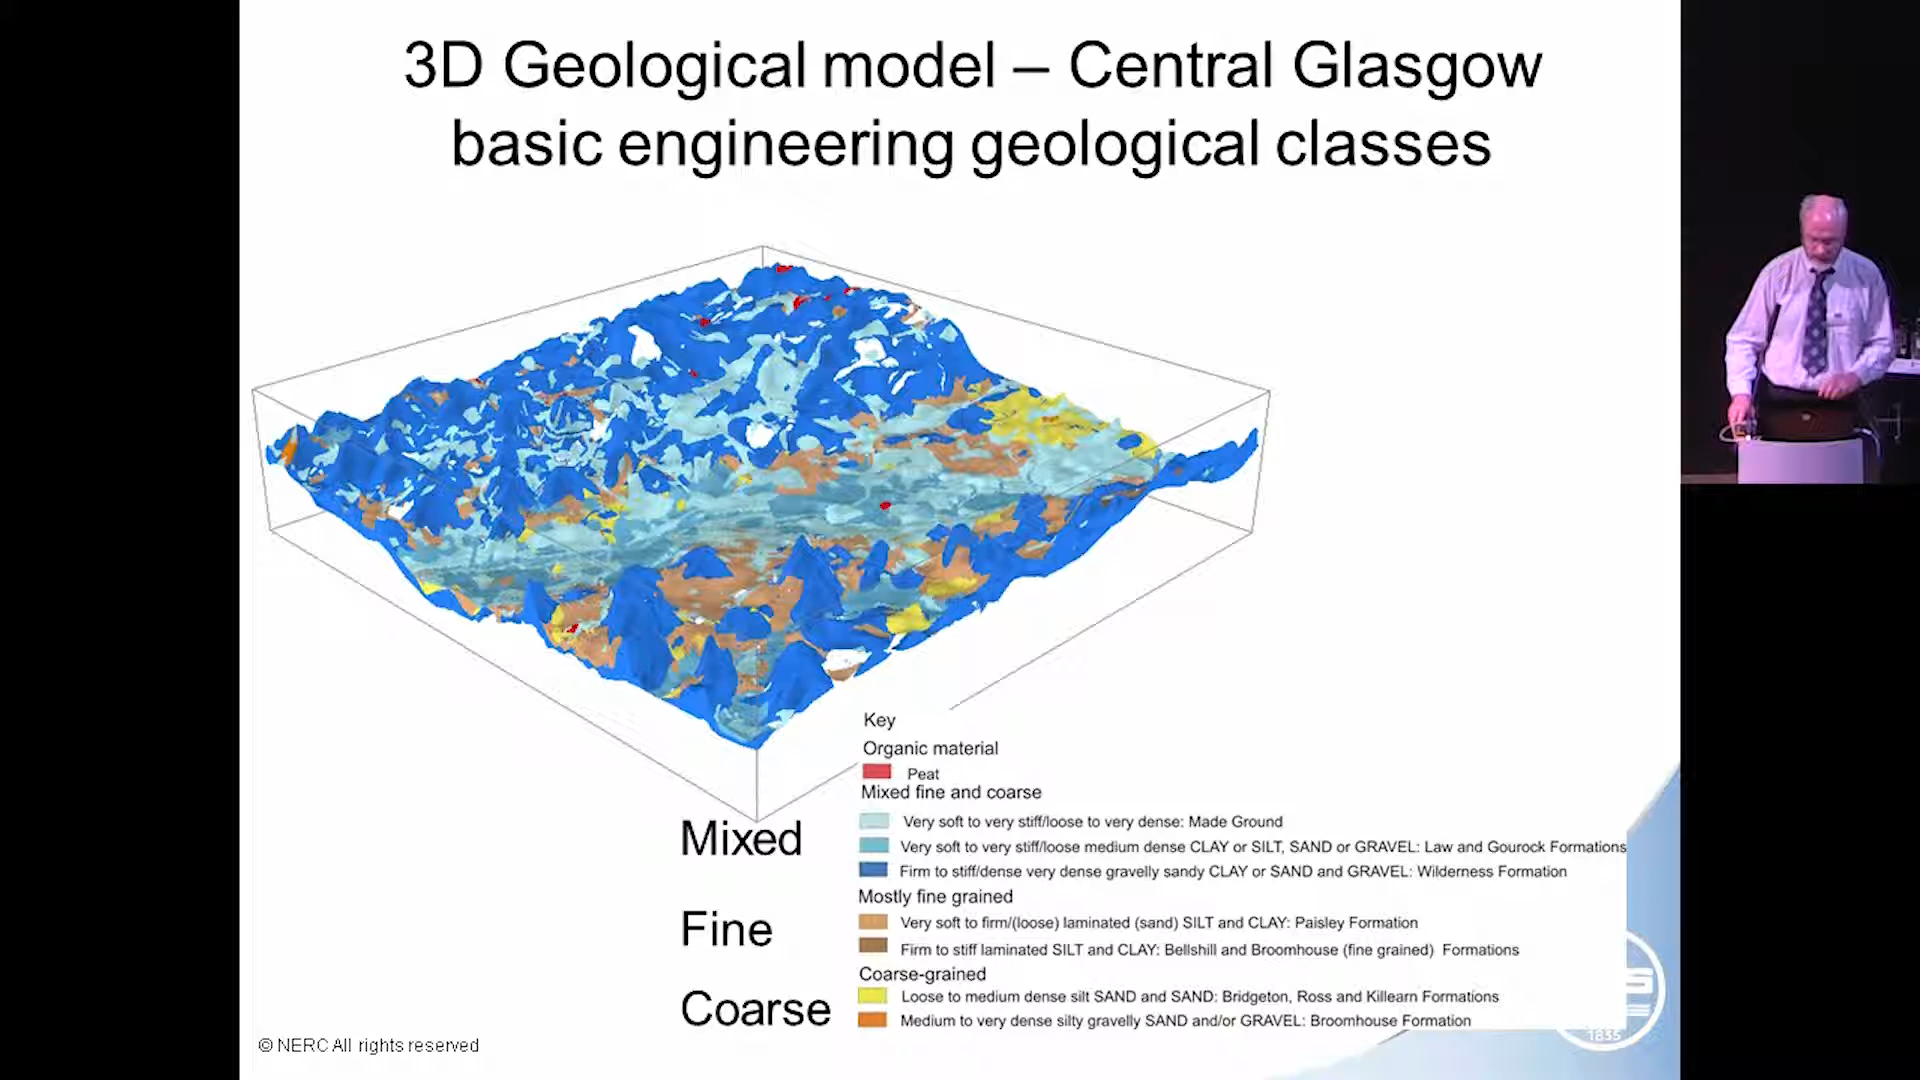 3D Geological model – Central Glasgow
basic engineering geological classes
Key
Organic material
Peat
Mixed fine and coarse
Mixed
Very soft to very stiff/loose to very dense: Made Ground
Very soft to very stiff/loose medium dense CLAY or SILT, SAND or GRAVEL: Law and Gourock Formations
Firm to stiff/dense very dense gravelly sandy CLAY or SAND and GRAVEL: Wilderness Formation
Mostly fine grained
Fine
Very soft to firm/(loose) laminated (sand) SILT and CLAY: Paisley Formation
Firm to stiff laminated SILT and CLAY: Bellshill and Broomhouse (fine grained) Formations
Coarse-grained
Coarse
Loose to medium dense silt SAND and SAND: Bridgeton, Ross and Killearn Formations
Medium to very dense silty gravelly SAND and/or GRAVEL: Broomhouse Formation
© NERC All rights reserved
S
1835